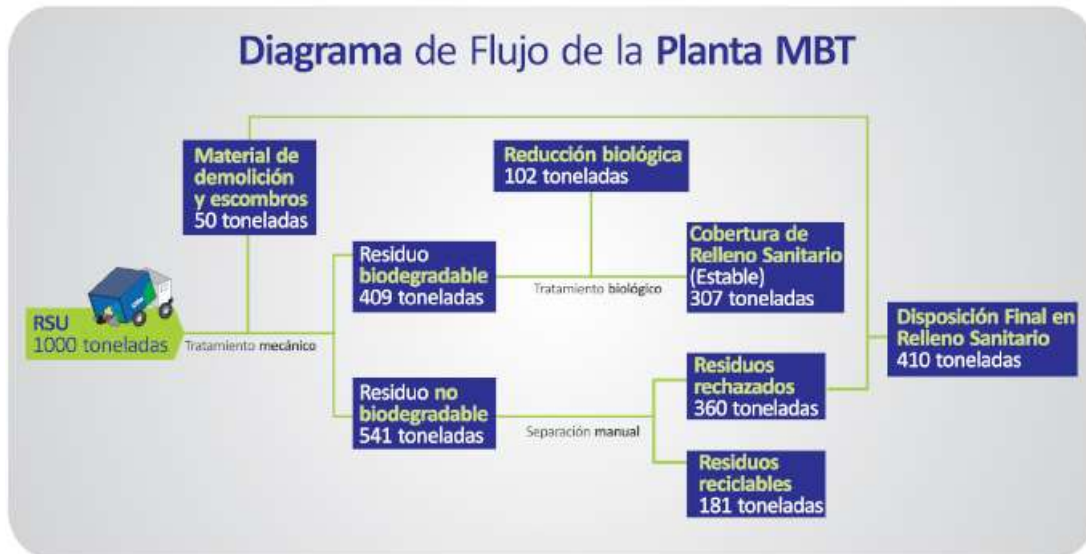 Diagrama de Flujo de la Planta MBT
Material de
demolición
y escombros
50 toneladas
Reducción biológica
102 toneladas
Residuo
biodegradable
409 toneladas
Tratamiento biológico
Cobertura de
Relleno Sanitario
(Estable)
307 toneladas
RSU
1000 toneladas
Tratamiento mecánico
Disposición Final en
Relleno Sanitario
410 toneladas
Residuo no
biodegradable
541 toneladas
Separación manual
Residuos
rechazados
360 toneladas
Residuos
reciclables
181 toneladas